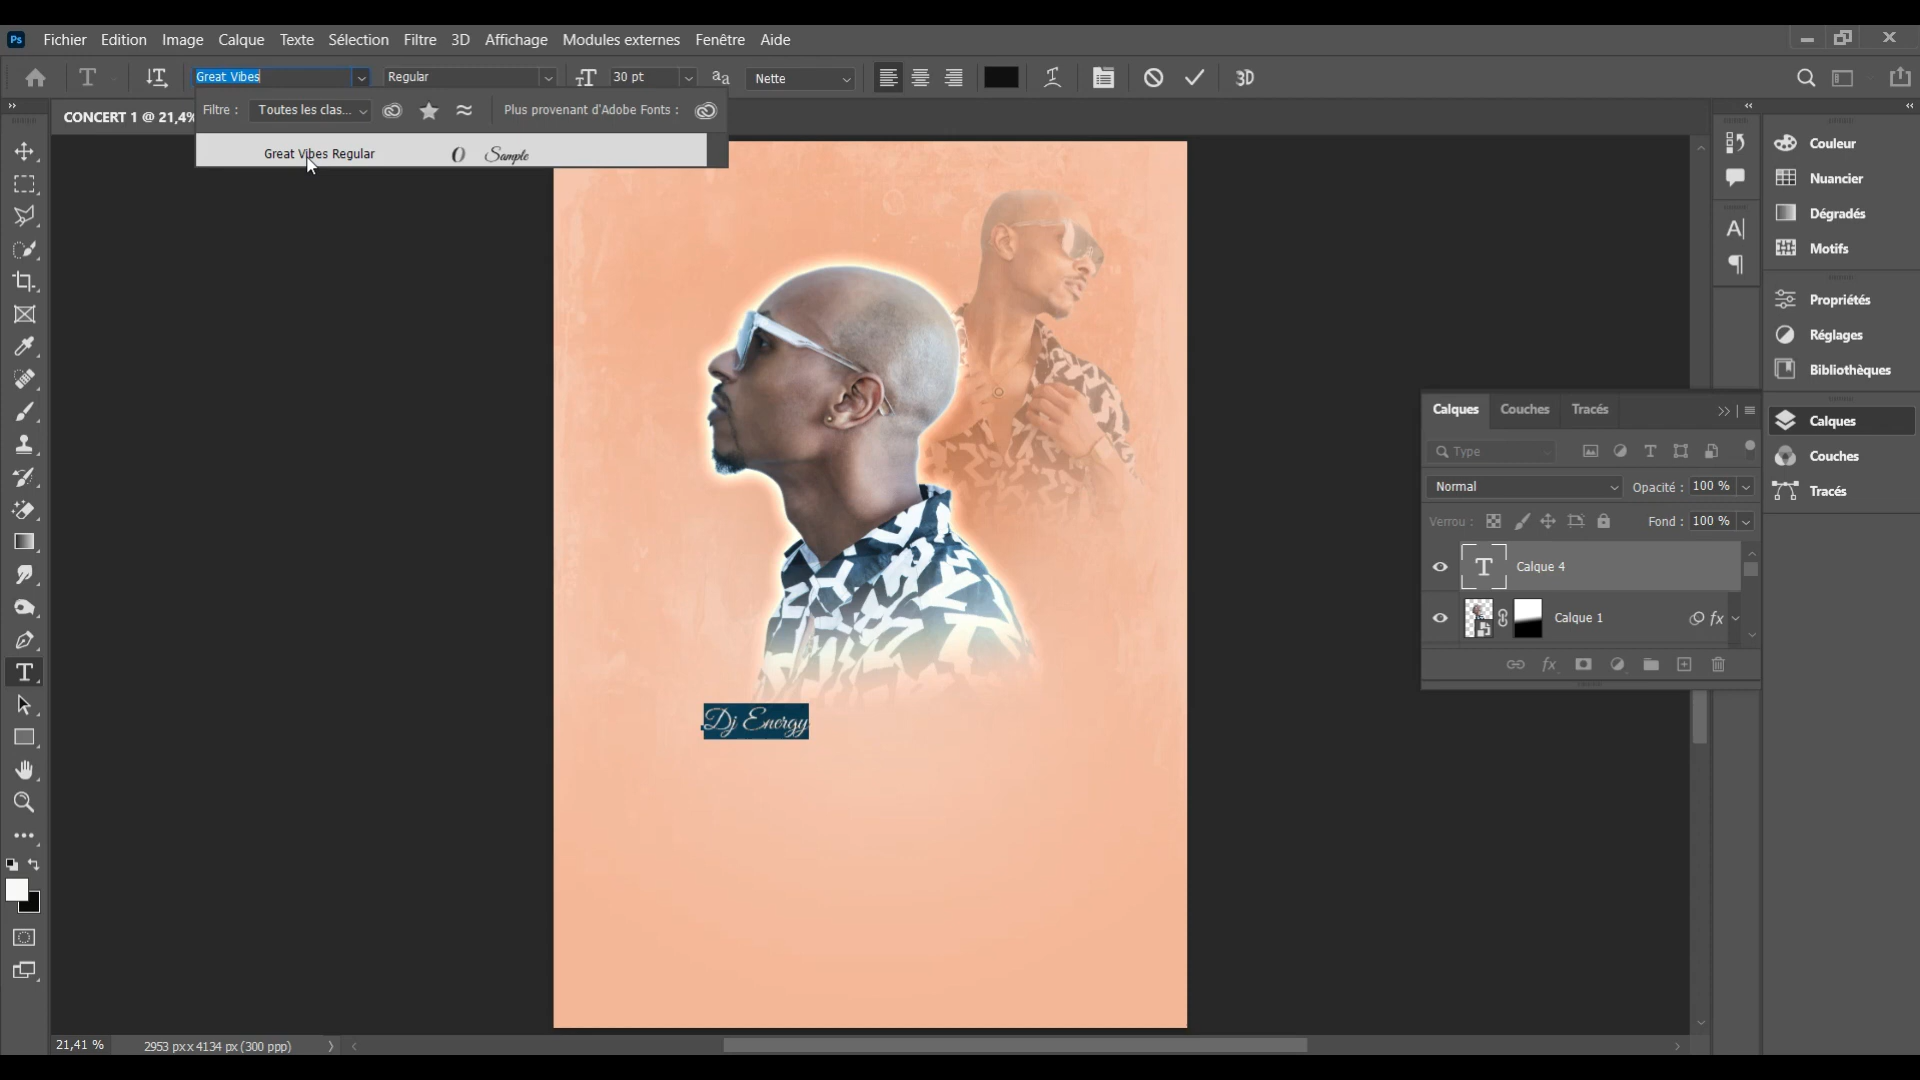 Ps Fichier Edition Image Calque Texte Sélection Filtre 3D Affichage Modules externes Fenêtre Aide
T Great Vibes Regular 30 pt aa Nette 3D
Filtre : Toutes les clas... Plus provenant d'Adobe Fonts :
CONCERT 1 @ 21,4%
Great Vibes Regular O Sample
Couleur
Nuancier
Dégradés
Motifs
Propriétés
Réglages
Bibliothèques
Calques
Couches
Tracés
Calques Couches Tracés
Type
Normal Opacité : 100 %
Verrou : Fond : 100 %
T Calque 4
Calque 1 fx
fx
Dj Energy
21,41 % 2953 px x 4134 px (300 ppp)